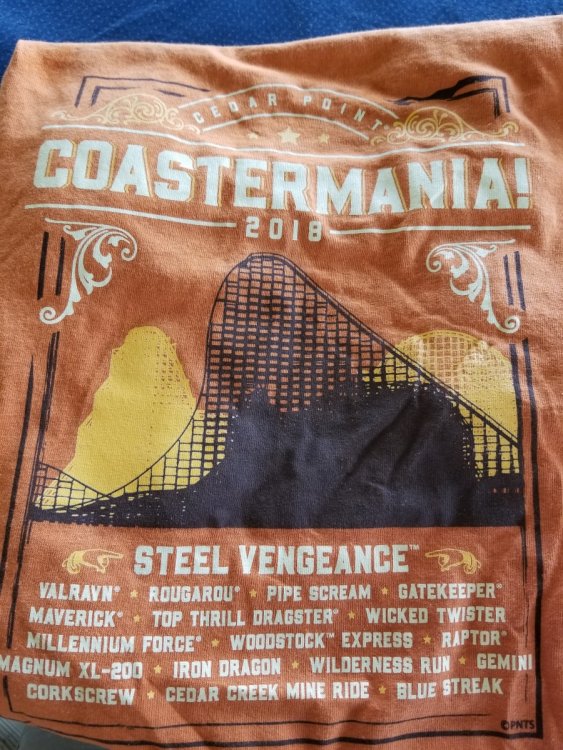 CEDAR POINT
COASTERMANIA!
2018
STEEL VENGEANCE™
VALRAVN® ★ ROUGAROU® ★ PIPE SCREAM ★ GATEKEEPER®
MAVERICK® ★ TOP THRILL DRAGSTER® ★ WICKED TWISTER
MILLENNIUM FORCE® ★ WOODSTOCK™ EXPRESS ★ RAPTOR®
MAGNUM XL-200 ★ IRON DRAGON ★ WILDERNESS RUN ★ GEMINI
CORKSCREW ★ CEDAR CREEK MINE RIDE ★ BLUE STREAK
©PNTS